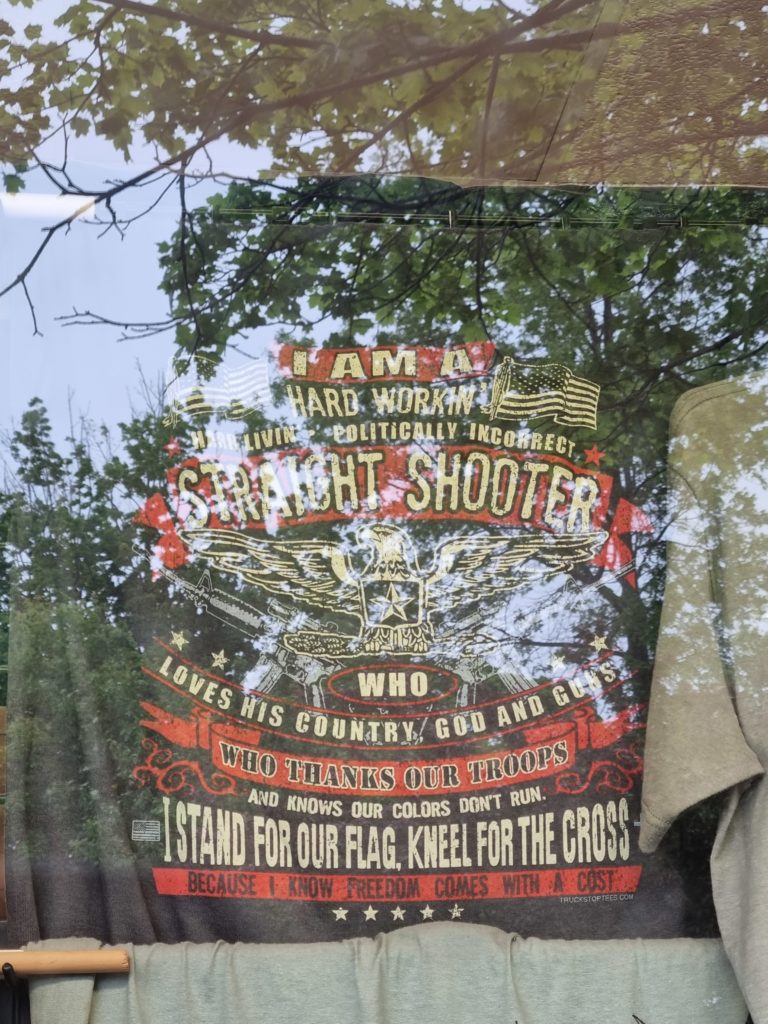 I AM A
HARD WORKIN'
HARD LIVIN' POLITICALLY INCORRECT
STRAIGHT SHOOTER
WHO
LOVES HIS COUNTRY, GOD AND GUNS
WHO THANKS OUR TROOPS
AND KNOWS OUR COLORS DON'T RUN.
I STAND FOR OUR FLAG, KNEEL FOR THE CROSS
BECAUSE I KNOW FREEDOM COMES WITH A COST
TRUCKSTOPTEES.COM